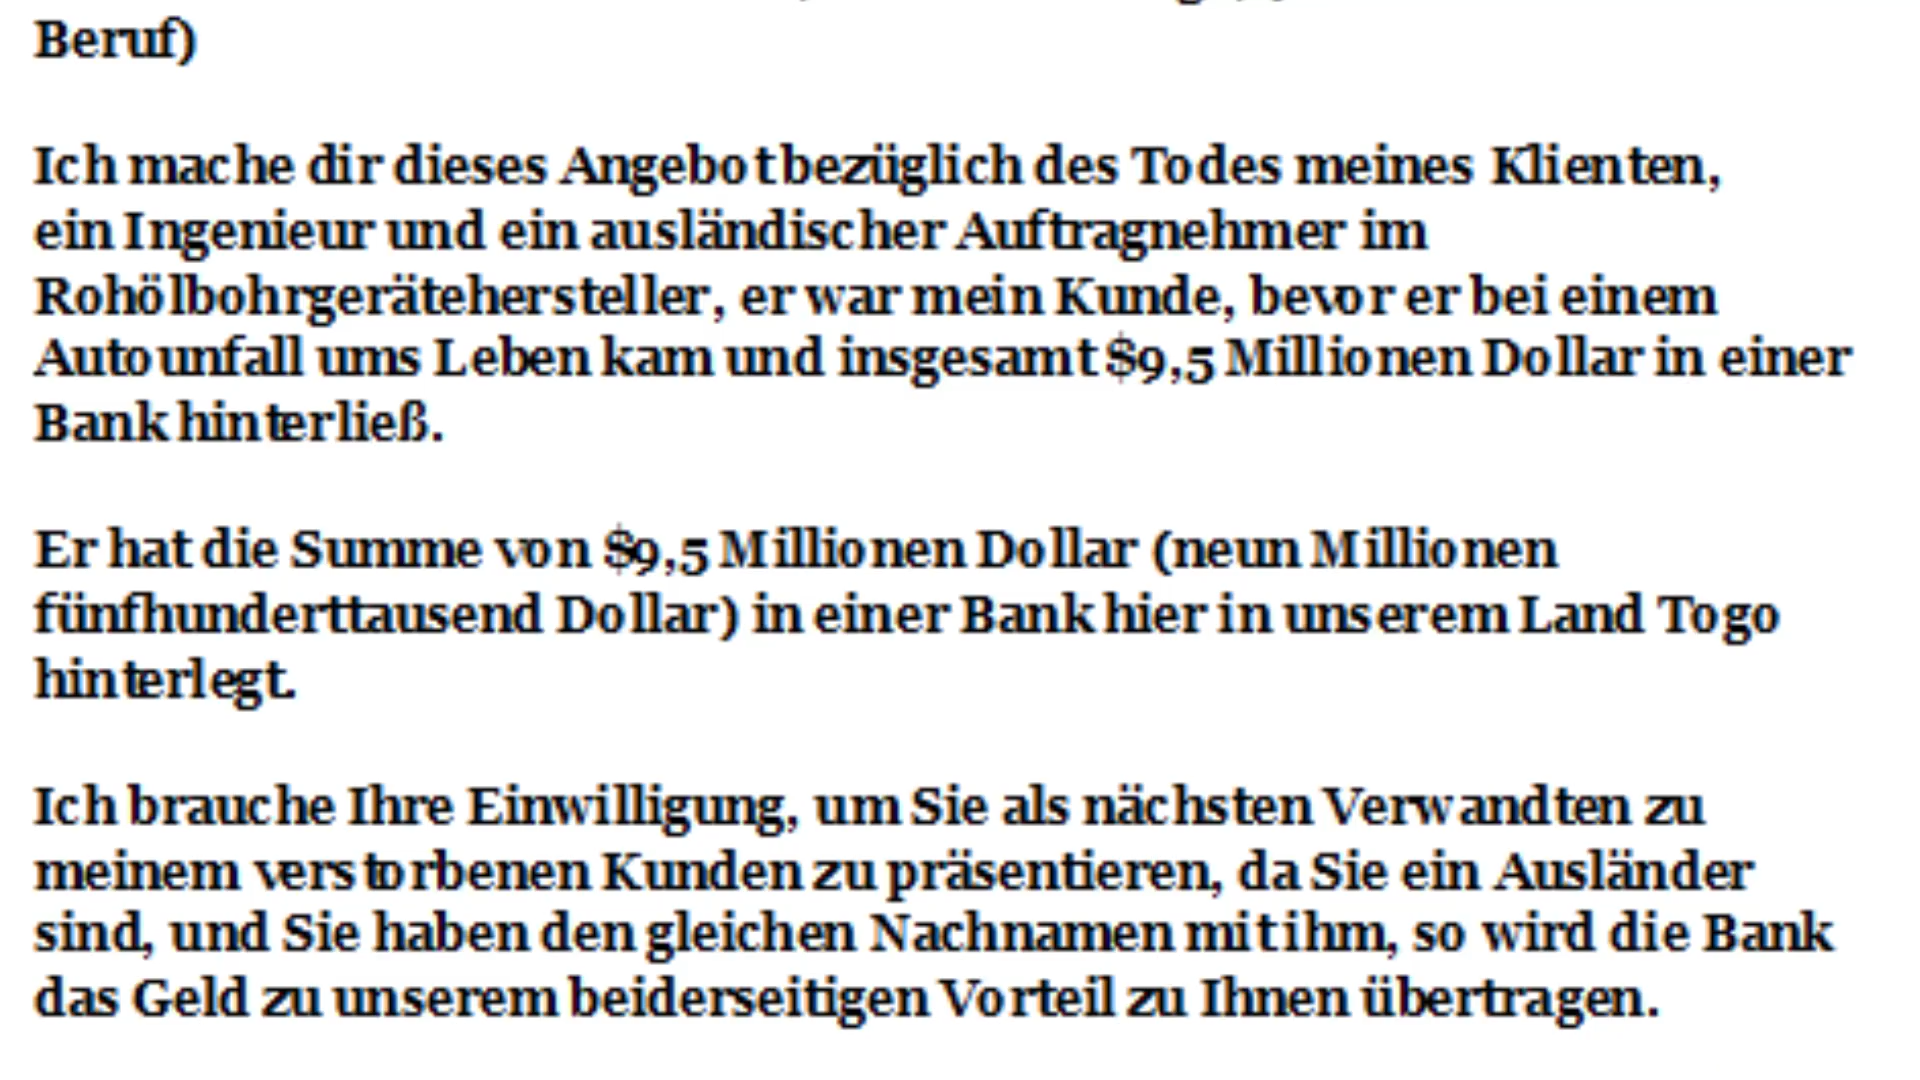 Beruf)
Ich mache dir dieses Angebot bezüglich des Todes meines Klienten,
ein Ingenieur und ein ausländischer Auftragnehmer im
Rohölbohrgerätehersteller, er war mein Kunde, bevor er bei einem
Autounfall ums Leben kam und insgesamt $9,5 Millionen Dollar in einer
Bank hinterließ.
Er hat die Summe von $9,5 Millionen Dollar (neun Millionen
fünfhunderttausend Dollar) in einer Bank hier in unserem Land Togo
hinterlegt.
Ich brauche Ihre Einwilligung, um Sie als nächsten Verwandten zu
meinem verstorbenen Kunden zu präsentieren, da Sie ein Ausländer
sind, und Sie haben den gleichen Nachnamen mit ihm, so wird die Bank
das Geld zu unserem beiderseitigen Vorteil zu Ihnen übertragen.